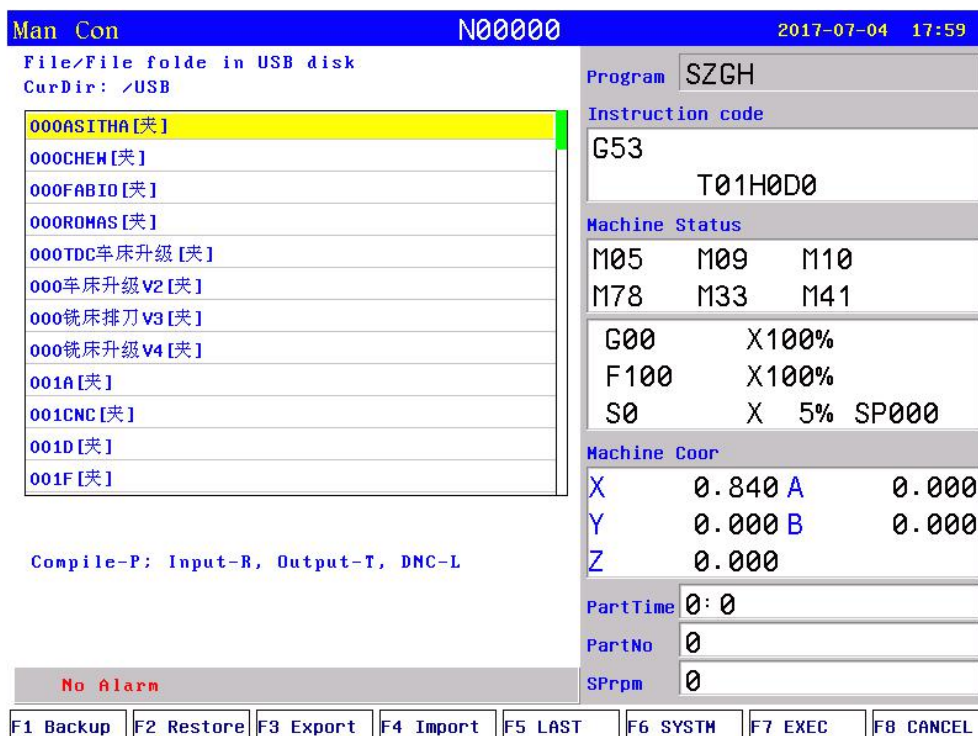 Man Con N00000 2017-07-04 17:59
File/File folde in USB disk
CurDir: /USB
000ASITHA[夹]
000CHEW[夹]
000FABIO[夹]
000ROMAS[夹]
000TDC车床升级[夹]
000车床升级V2[夹]
000铣床排刀V3[夹]
000铣床升级V4[夹]
001A[夹]
001CNC[夹]
001D[夹]
001F[夹]
Compile-P; Input-R, Output-T, DNC-L
No Alarm
Program SZGH
Instruction code
G53
T01H0D0
Machine Status
M05 M09 M10
M78 M33 M41
G00 X100%
F100 X100%
S0 X 5% SP000
Machine Coor
X 0.840 A 0.000
Y 0.000 B 0.000
Z 0.000
PartTime 0:0
PartNo 0
SPrpm 0
F1 Backup F2 Restore F3 Export F4 Import F5 LAST F6 SYSTM F7 EXEC F8 CANCEL